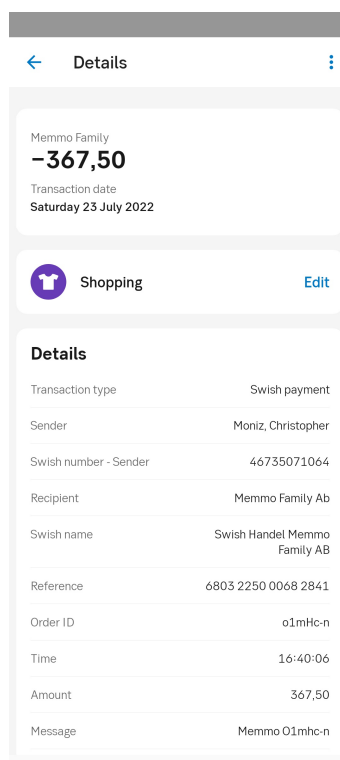 Details
Memmo Family
−367,50
Transaction date
Saturday 23 July 2022
Shopping Edit
Details
Transaction type Swish payment
Sender Moniz, Christopher
Swish number - Sender 46735071064
Recipient Memmo Family Ab
Swish name Swish Handel Memmo
Family AB
Reference 6803 2250 0068 2841
Order ID o1mHc-n
Time 16:40:06
Amount 367,50
Message Memmo O1mhc-n